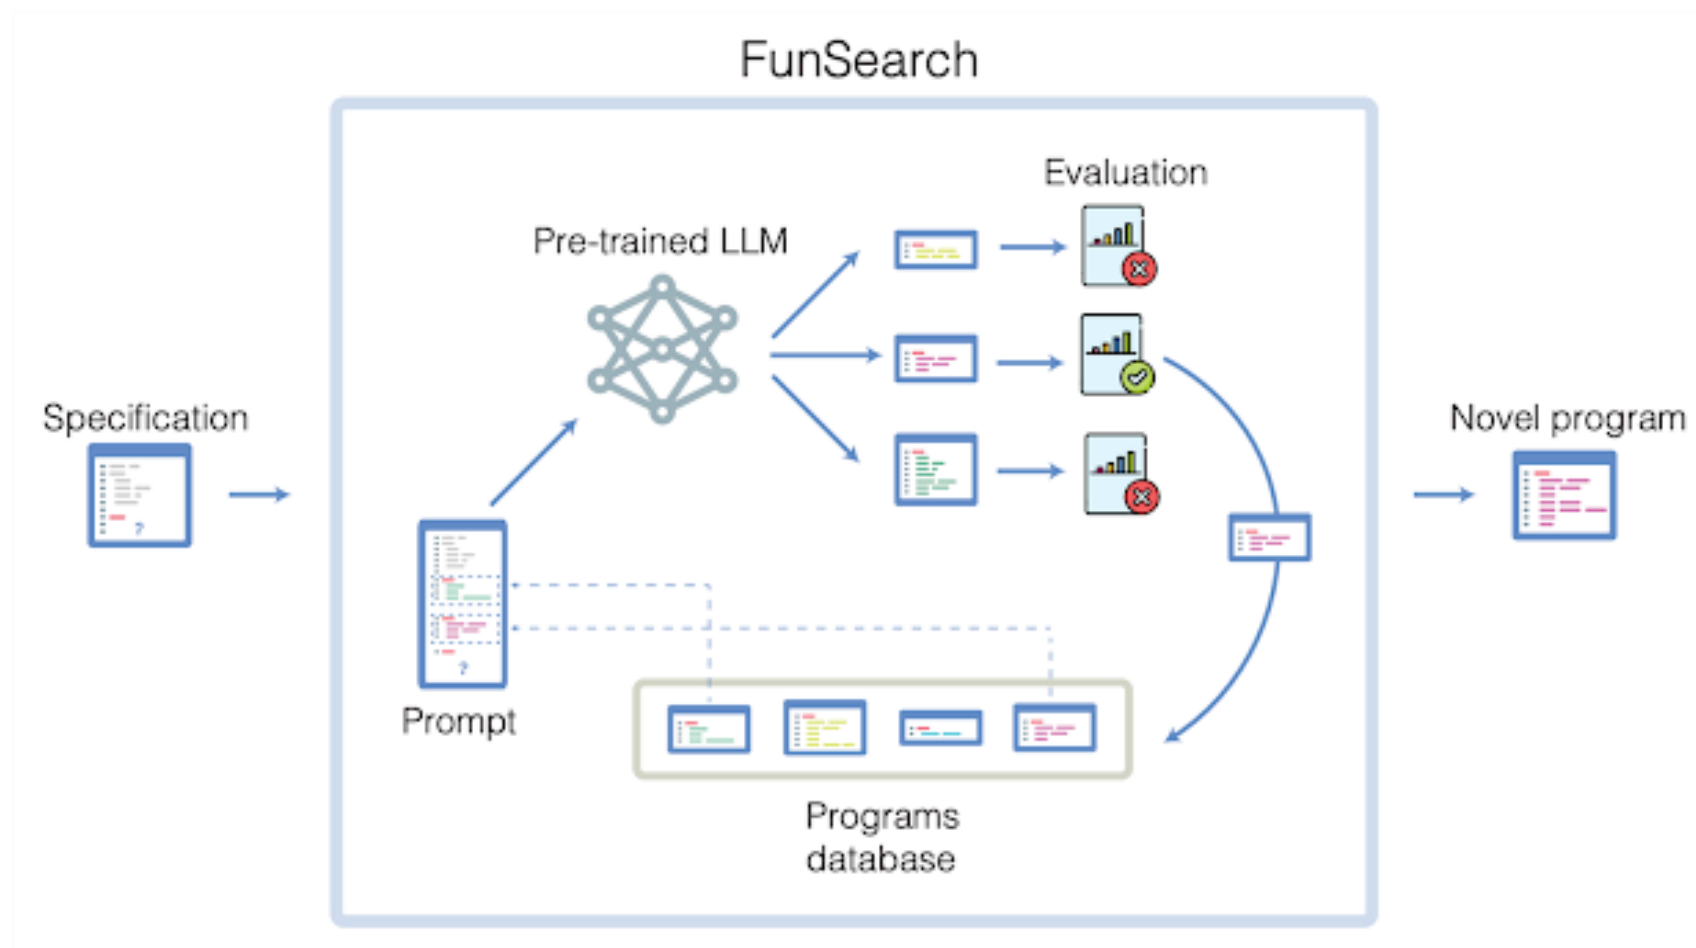 FunSearch
Evaluation
Pre-trained LLM
Specification
?
Novel program
?
Prompt
Programs
database